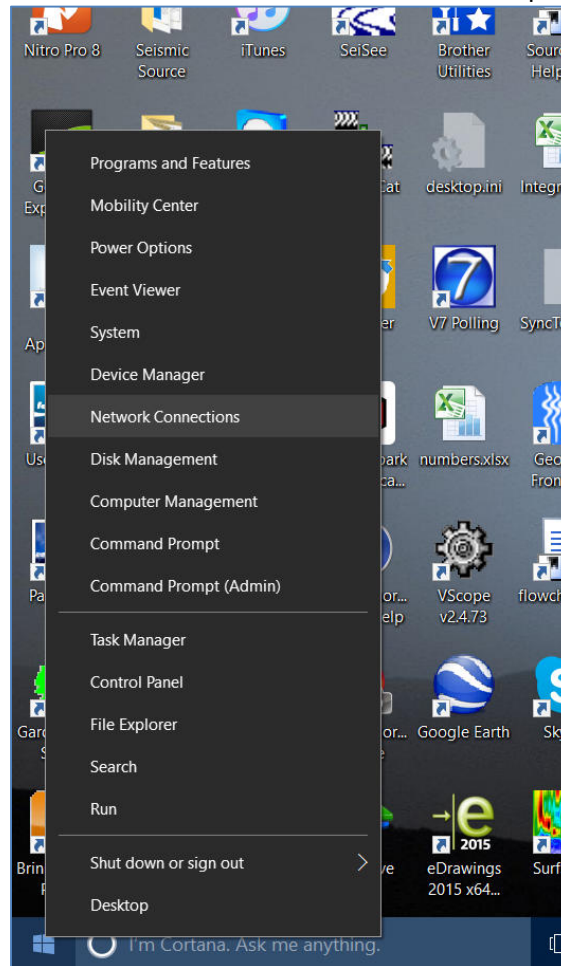 Nitro Pro 8 Seismic iTunes SeiSee Brother
Source Utilities Help
desktop.ini
7
V7 Polling
numbers.xlsx
VScope
v2.4.73
Google Earth
2015
eDrawings
2015 x64...
Programs and Features
Mobility Center
Power Options
Event Viewer
System
Device Manager
Network Connections
Disk Management
Computer Management
Command Prompt
Command Prompt (Admin)
Task Manager
Control Panel
File Explorer
Search
Run
Shut down or sign out
Desktop
I'm Cortana. Ask me anything.